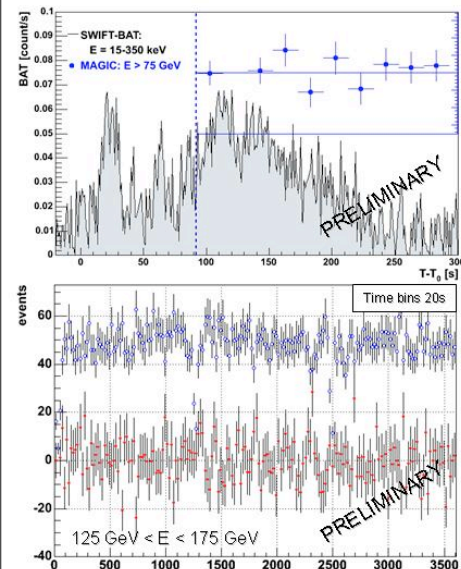 BAT [count/s]
0.1
0.09
0.08
0.07
0.06
0.05
0.04
0.03
0.02
0.01
0
SWIFT-BAT:
E = 15-350 keV
MAGIC: E > 75 GeV
PRELIMINARY
0 50 100 150 200 250 300
T-T0 [s]
events
60
40
20
0
-20
-40
Time bins 20s
PRELIMINARY
125 GeV < E < 175 GeV
0 500 1000 1500 2000 2500 3000 3500